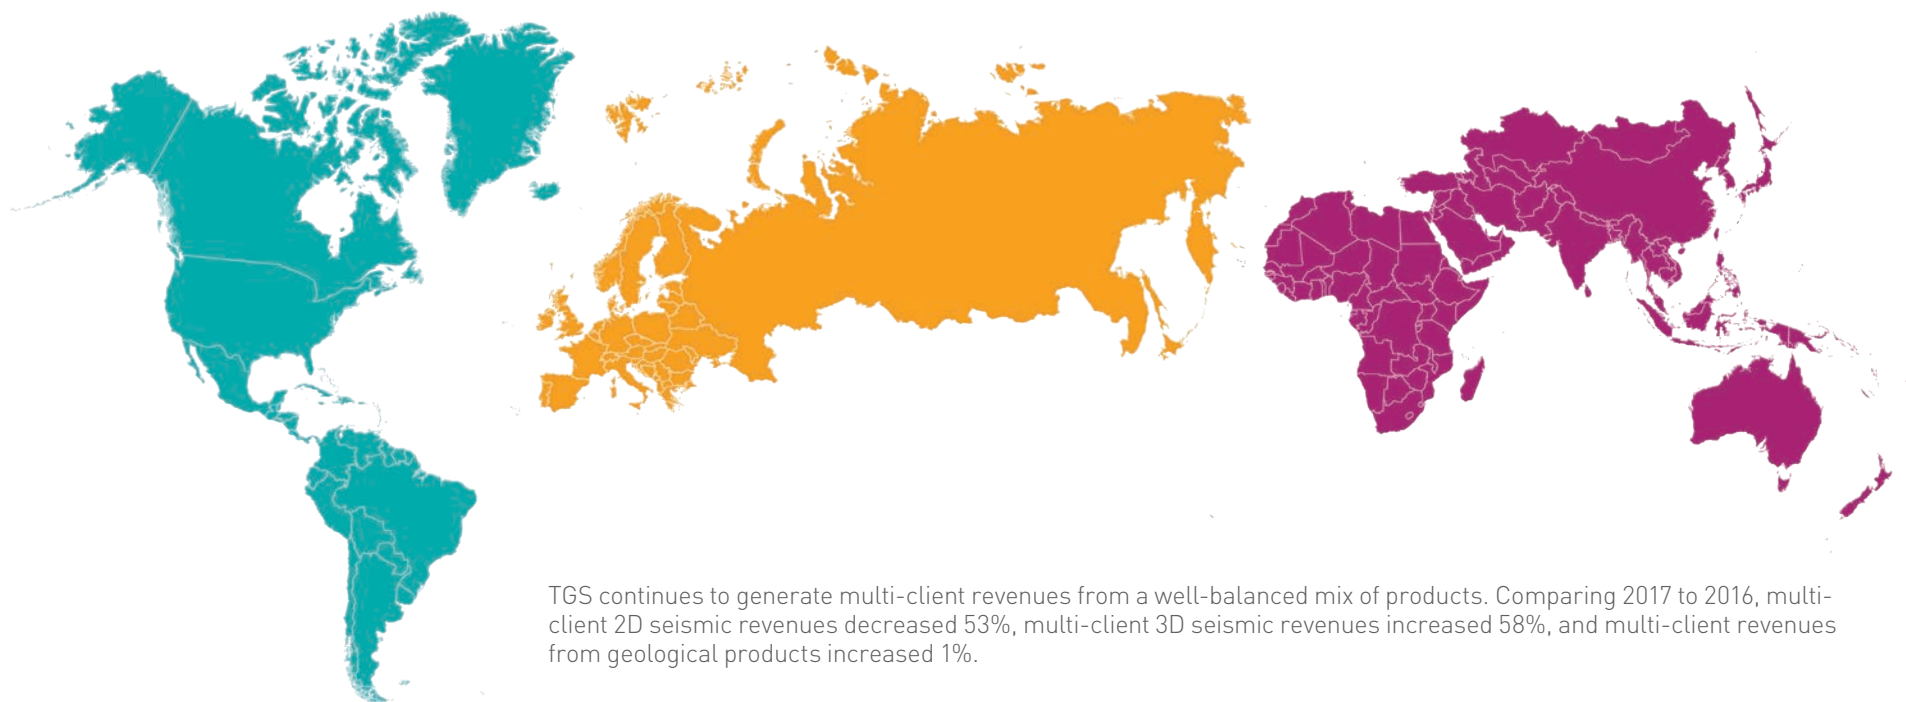 TGS continues to generate multi-client revenues from a well-balanced mix of products. Comparing 2017 to 2016, multi-
client 2D seismic revenues decreased 53%, multi-client 3D seismic revenues increased 58%, and multi-client revenues
from geological products increased 1%.